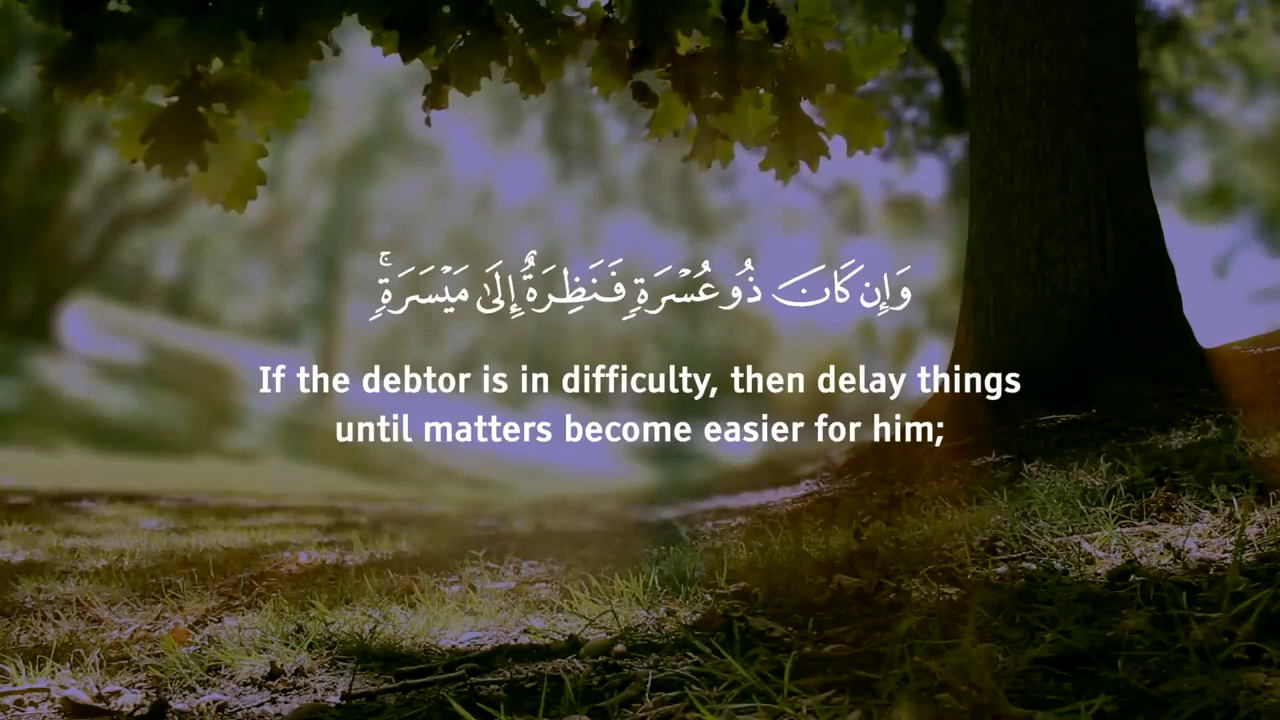 وَإِن كَانَ ذُو عُسْرَةٍ فَنَظِرَةٌ إِلَىٰ مَيْسَرَةٍ ۚ
If the debtor is in difficulty, then delay things
until matters become easier for him;